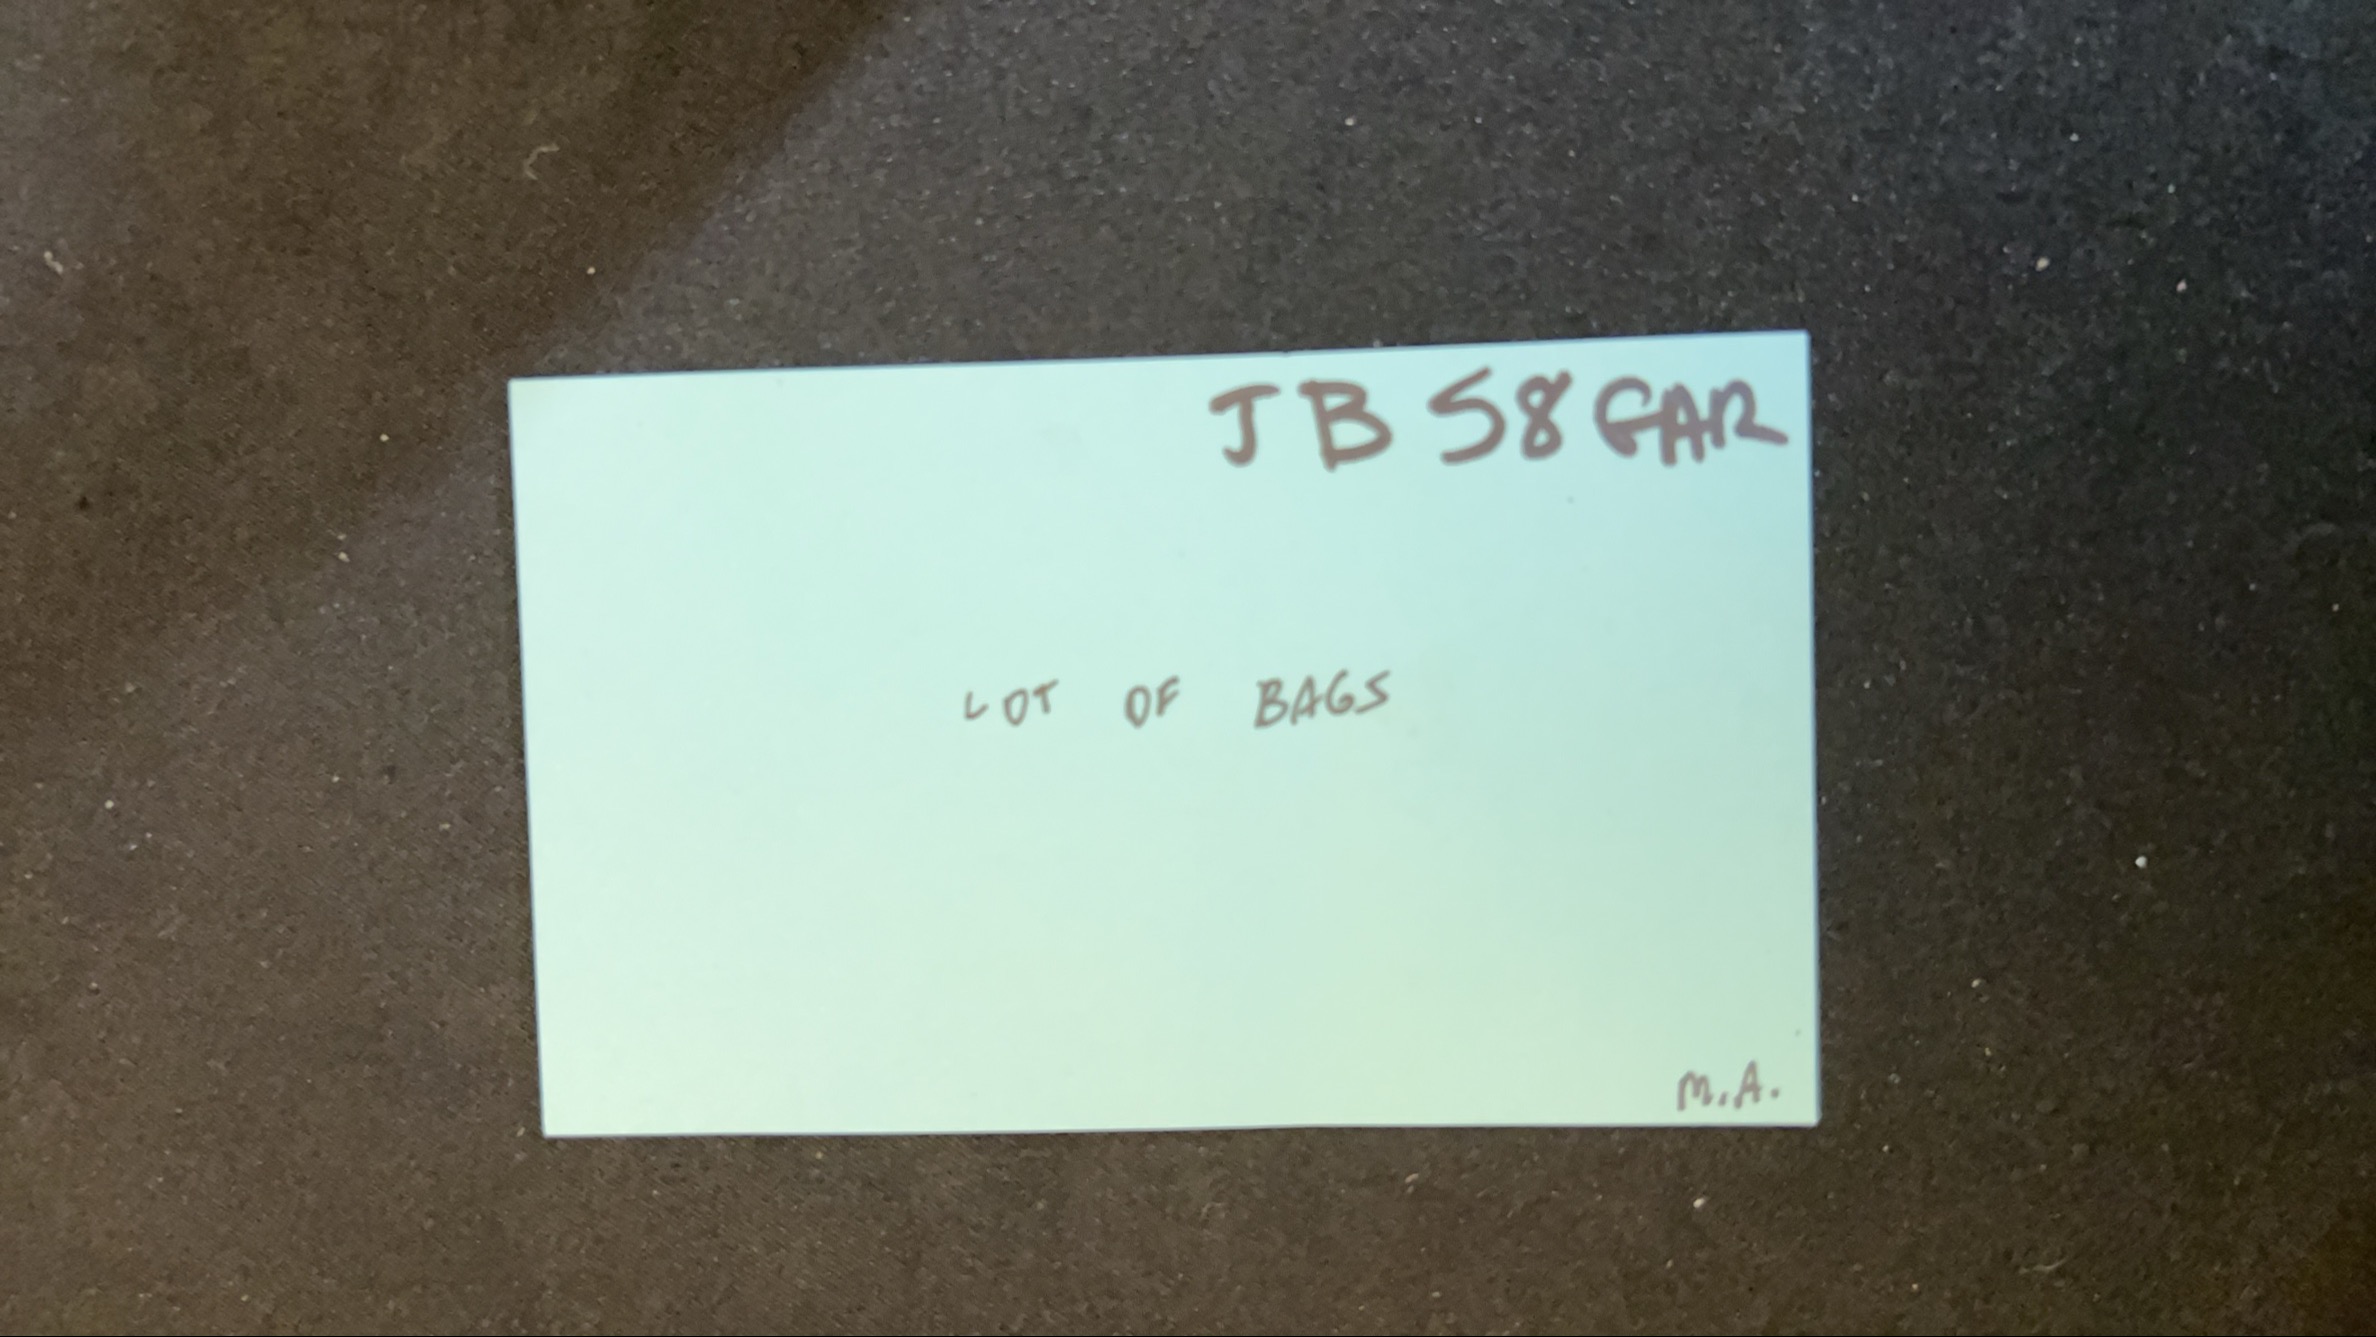 JB 58 GAR
LOT OF BAGS
M.A.